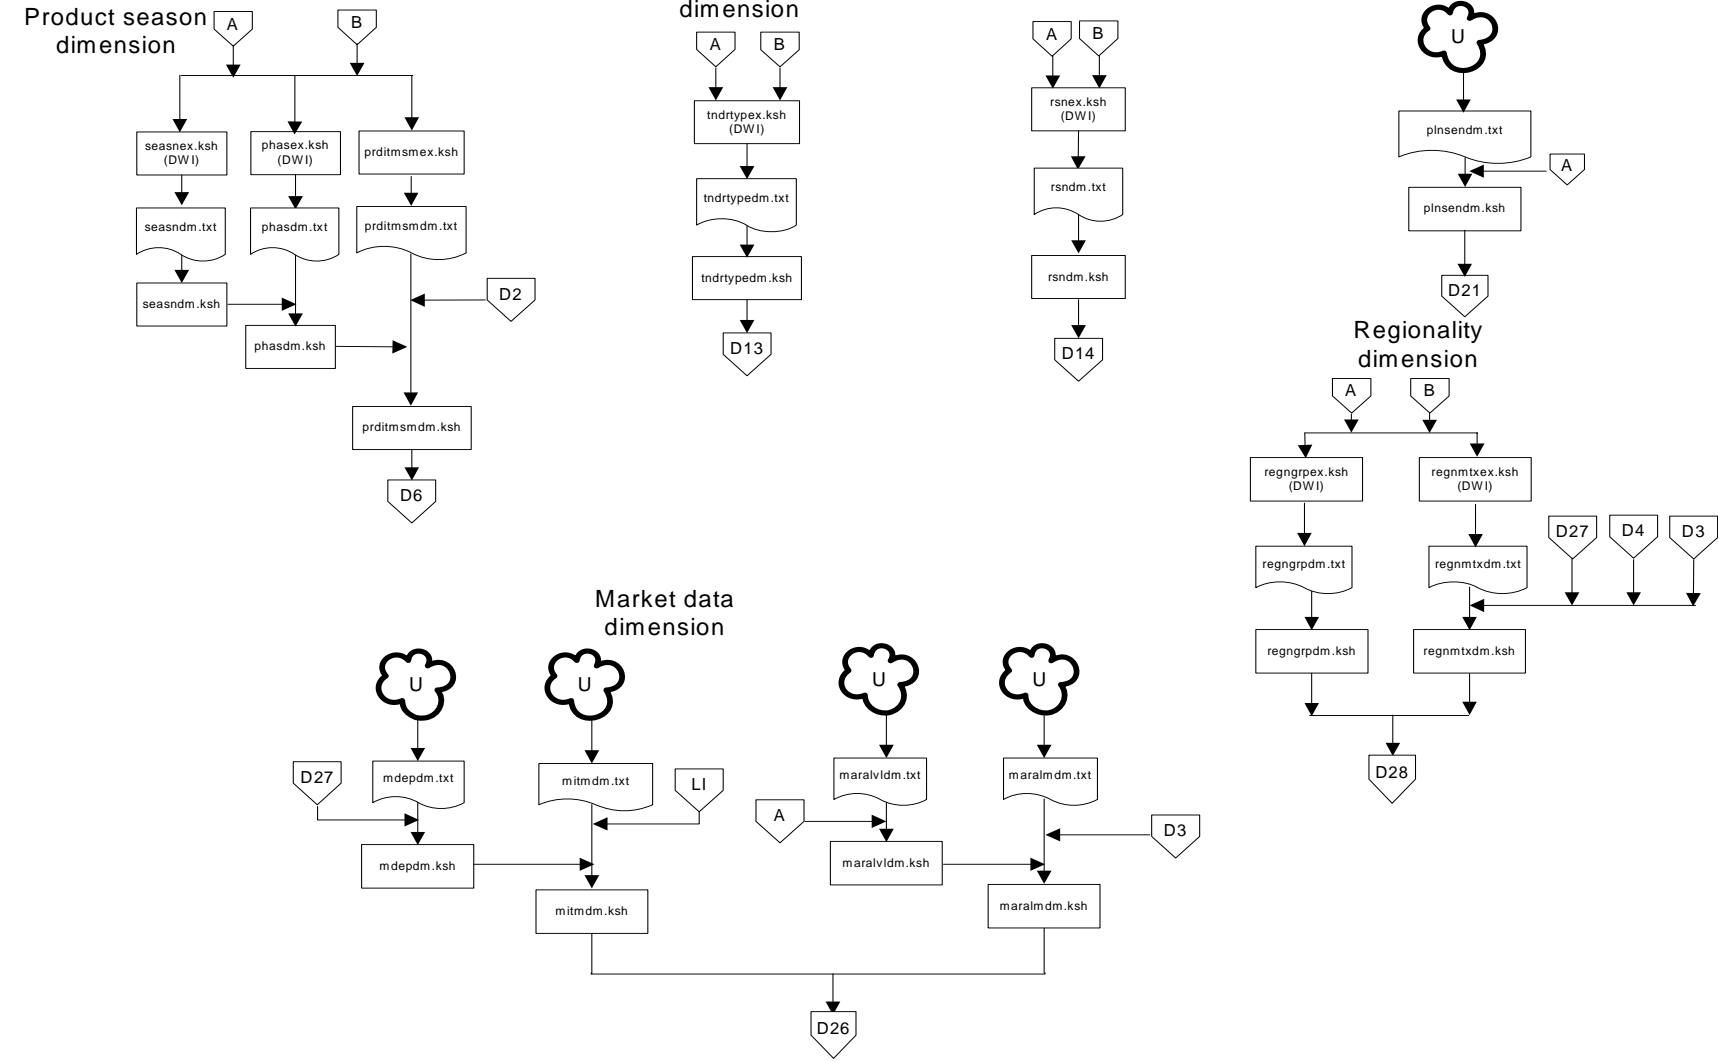 Product season
dimension
A
B
seasnex.ksh
(DWI)
phasex.ksh
(DWI)
prditmsmex.ksh
seasndm.txt
phasdm.txt
prditmsmdm.txt
seasndm.ksh
D2
phasdm.ksh
prditmsmdm.ksh
D6
dimension
A
B
tndrtypex.ksh
(DWI)
tndrtypedm.txt
tndrtypedm.ksh
D13
A
B
rsnex.ksh
(DWI)
rsndm.txt
rsndm.ksh
D14
U
plnsendm.txt
A
plnsendm.ksh
D21
Regionality
dimension
A
B
regngrpex.ksh
(DWI)
regnmtxex.ksh
(DWI)
D27
D4
D3
regngrpdm.txt
regnmtxdm.txt
regngrpdm.ksh
regnmtxdm.ksh
D28
Market data
dimension
U
U
U
U
D27
mdepdm.txt
mitmdm.txt
LI
maralvldm.txt
maralmdm.txt
A
D3
mdepdm.ksh
maralvldm.ksh
mitmdm.ksh
maralmdm.ksh
D26